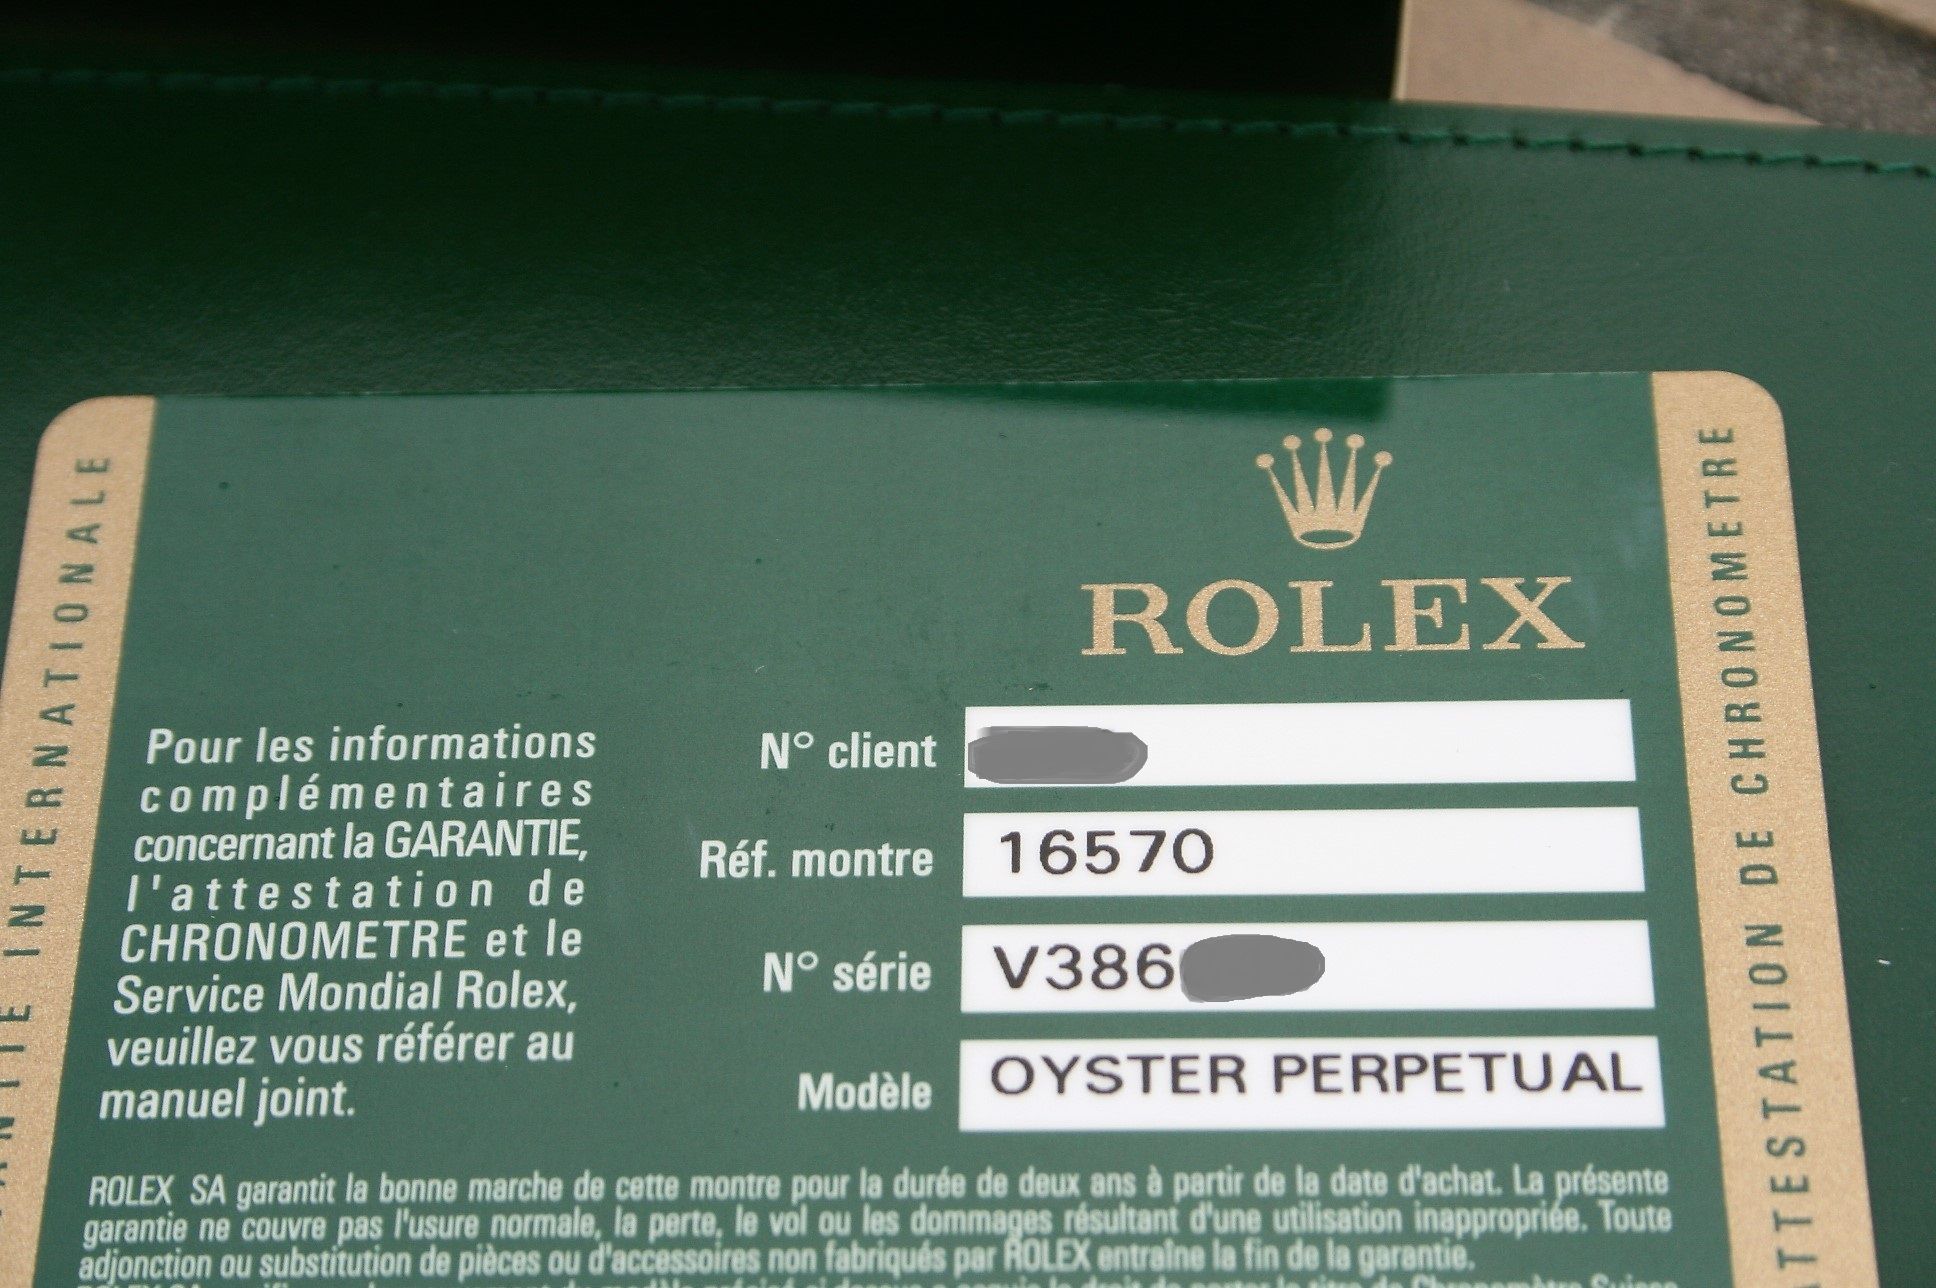 GARANTIE INTERNATIONALE
ROLEX
Pour les informations
complémentaires
concernant la GARANTIE,
l'attestation de
CHRONOMETRE et le
Service Mondial Rolex,
veuillez vous référer au
manuel joint.
N° client
Réf. montre 16570
N° série V386
Modèle OYSTER PERPETUAL
ATTESTATION DE CHRONOMETRE
ROLEX SA garantit la bonne marche de cette montre pour la durée de deux ans à partir de la date d'achat. La présente
garantie ne couvre pas l'usure normale, la perte, le vol ou les dommages résultant d'une utilisation inappropriée. Toute
adjonction ou substitution de pièces ou d'accessoires non fabriqués par ROLEX entraîne la fin de la garantie.